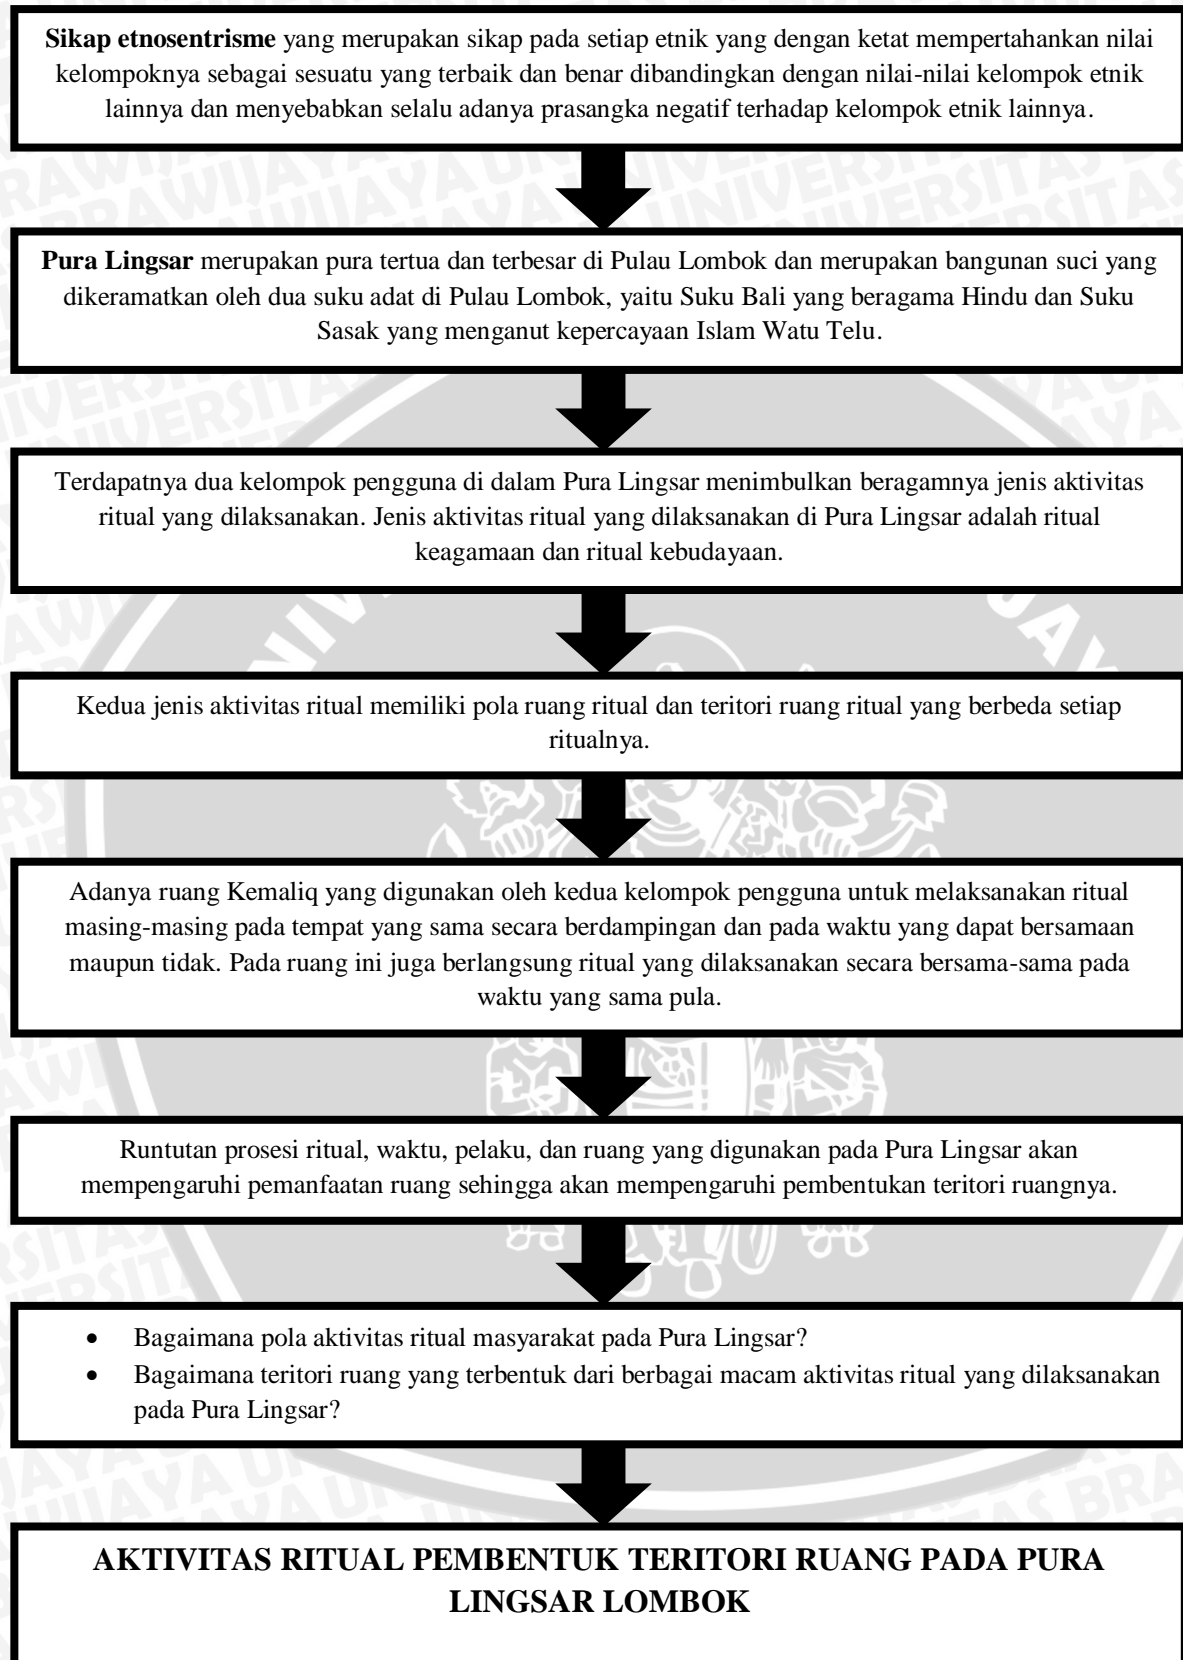 Sikap etnosentrisme yang merupakan sikap pada setiap etnik yang dengan ketat mempertahankan nilai
kelompoknya sebagai sesuatu yang terbaik dan benar dibandingkan dengan nilai-nilai kelompok etnik
lainnya dan menyebabkan selalu adanya prasangka negatif terhadap kelompok etnik lainnya.
Pura Lingsar merupakan pura tertua dan terbesar di Pulau Lombok dan merupakan bangunan suci yang
dikeramatkan oleh dua suku adat di Pulau Lombok, yaitu Suku Bali yang beragama Hindu dan Suku
Sasak yang menganut kepercayaan Islam Watu Telu.
Terdapatnya dua kelompok pengguna di dalam Pura Lingsar menimbulkan beragamnya jenis aktivitas
ritual yang dilaksanakan. Jenis aktivitas ritual yang dilaksanakan di Pura Lingsar adalah ritual
keagamaan dan ritual kebudayaan.
Kedua jenis aktivitas ritual memiliki pola ruang ritual dan teritori ruang ritual yang berbeda setiap
ritualnya.
Adanya ruang Kemaliq yang digunakan oleh kedua kelompok pengguna untuk melaksanakan ritual
masing-masing pada tempat yang sama secara berdampingan dan pada waktu yang dapat bersamaan
maupun tidak. Pada ruang ini juga berlangsung ritual yang dilaksanakan secara bersama-sama pada
waktu yang sama pula.
Runtutan prosesi ritual, waktu, pelaku, dan ruang yang digunakan pada Pura Lingsar akan
mempengaruhi pemanfaatan ruang sehingga akan mempengaruhi pembentukan teritori ruangnya.
• Bagaimana pola aktivitas ritual masyarakat pada Pura Lingsar?
• Bagaimana teritori ruang yang terbentuk dari berbagai macam aktivitas ritual yang dilaksanakan
pada Pura Lingsar?
AKTIVITAS RITUAL PEMBENTUK TERITORI RUANG PADA PURA
LINGSAR LOMBOK